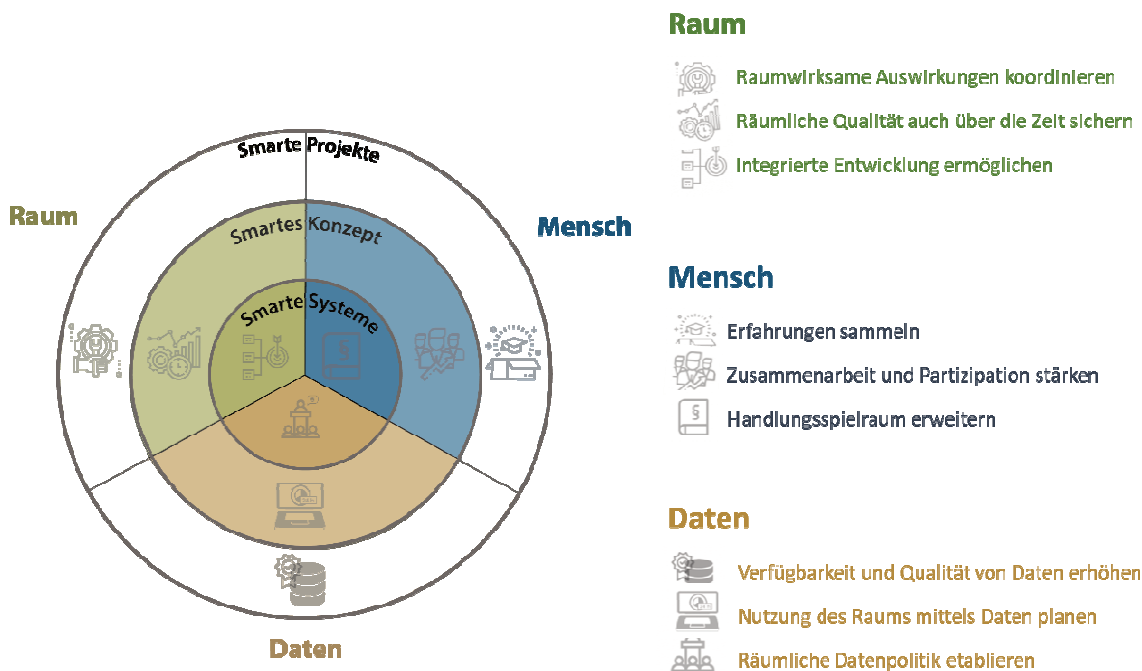 Smarte Projekte
Raum
Smartes Konzept
Mensch
Smarte Systeme
§
Daten
Raum
Raumwirksame Auswirkungen koordinieren
Räumliche Qualität auch über die Zeit sichern
Integrierte Entwicklung ermöglichen
Mensch
Erfahrungen sammeln
Zusammenarbeit und Partizipation stärken
§
Handlungsspielraum erweitern
Daten
Verfügbarkeit und Qualität von Daten erhöhen
Nutzung des Raums mittels Daten planen
Räumliche Datenpolitik etablieren